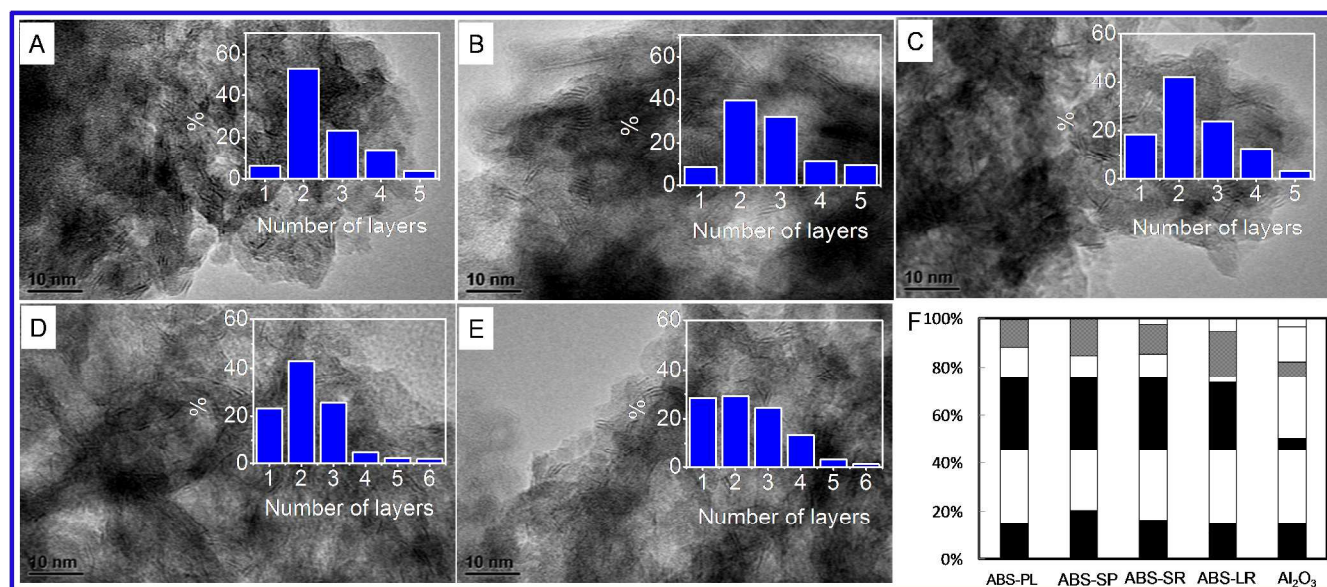 A
60
40
20
0
%
1 2 3 4 5
Number of layers
10 nm
B
60
40
20
0
%
1 2 3 4 5
Number of layers
10 nm
C
60
40
20
0
%
1 2 3 4 5
Number of layers
10 nm
D
60
40
20
0
%
1 2 3 4 5 6
Number of layers
10 nm
E
60
40
20
0
%
1 2 3 4 5 6
Number of layers
10 nm
F
100%
80%
60%
40%
20%
0%
ABS-PL ABS-SP ABS-SR ABS-LR Al₂O₃